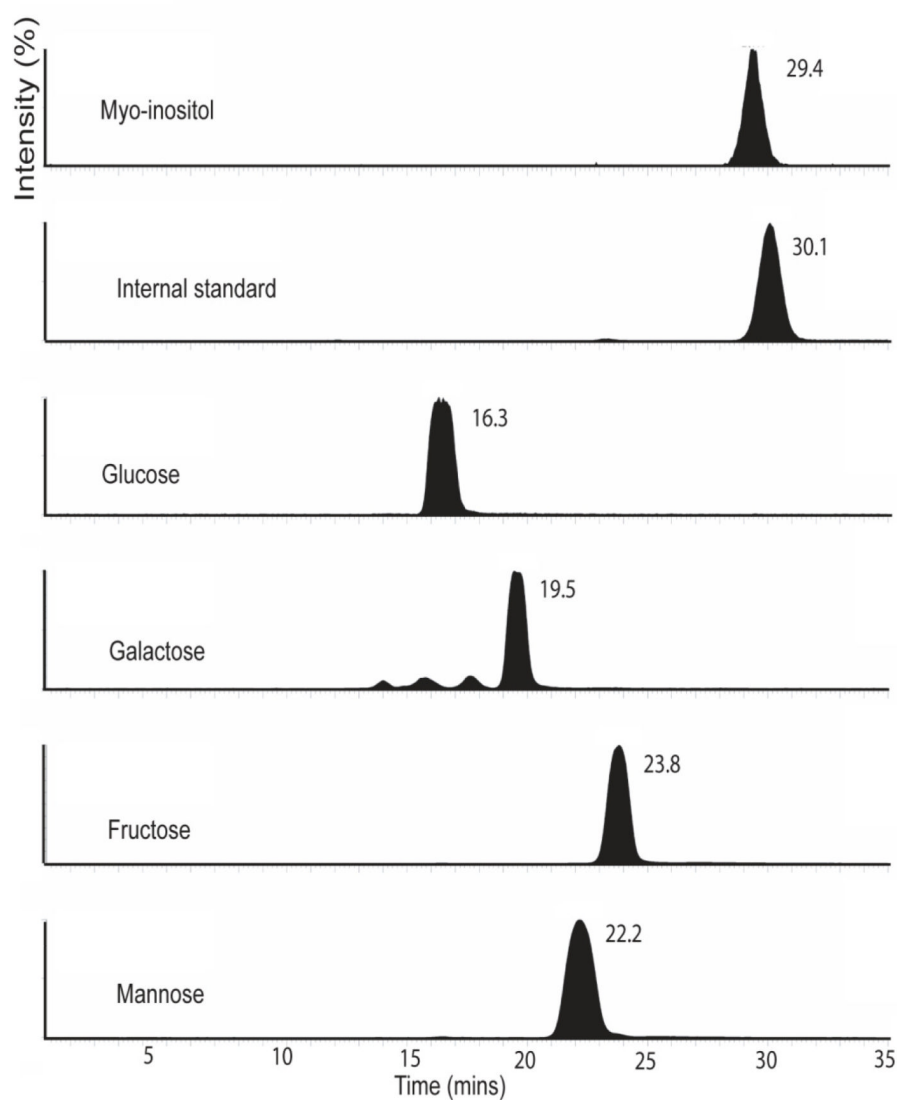 Intensity (%)
Myo-inositol
29.4
Internal standard
30.1
Glucose
16.3
Galactose
19.5
Fructose
23.8
Mannose
22.2
5 10 15 20 25 30 35
Time (mins)